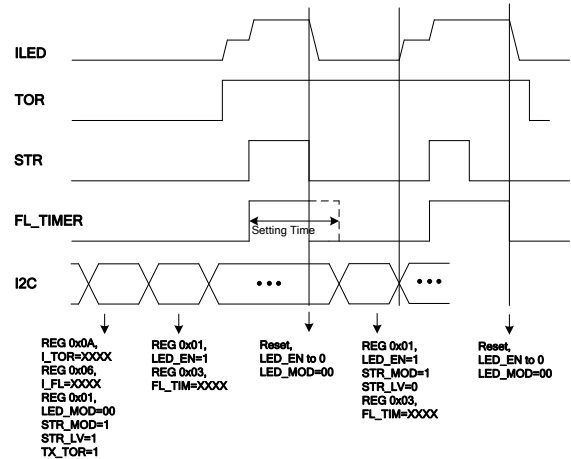 ILED
TOR
STR
FL_TIMER
Setting Time
I2C
•••
•••
REG 0x0A,
I_TOR=XXXX
REG 0x06,
I_FL=XXXX
REG 0x01,
LED_MOD=00
STR_MOD=1
STR_LV=1
TX_TOR=1
REG 0x01,
LED_EN=1
REG 0x03,
FL_TIM=XXXX
Reset,
LED_EN to 0
LED_MOD=00
REG 0x01,
LED_EN=1
STR_MOD=1
STR_LV=0
REG 0x03,
FL_TIM=XXXX
Reset,
LED_EN to 0
LED_MOD=00